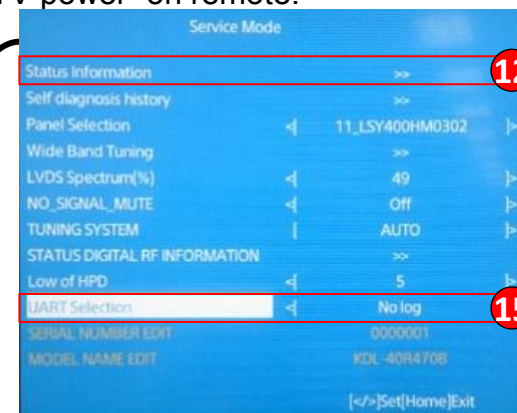 TV power" on remote.
Service Mode
Status Information >>
Self diagnosis history >>
Panel Selection <[ 11_LSY400HM0302 ]>
Wide Band Tuning >>
LVDS Spectrum(%) <[ 49 ]>
NO_SIGNAL_MUTE <[ Off ]>
TUNING SYSTEM [ AUTO ]>
STATUS DIGITAL RF INFORMATION >>
Low of HPD <[ 5 ]>
UART Selection <[ No log
SERIAL NUMBER EDIT 0000001
MODEL NAME EDIT KDL-40R470B
[</>]Set[Home]Exit
12
15